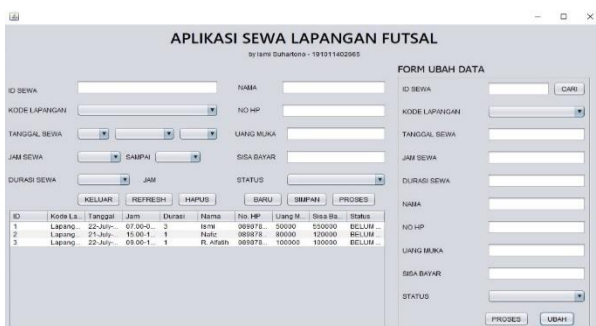 APLIKASI SEWA LAPANGAN FUTSAL
by Ismi Suhartono - 191011402665
FORM UBAH DATA
ID SEWA
NAMA
ID SEWA
CARI
KODE LAPANGAN
NO HP
KODE LAPANGAN
TANGGAL SEWA
UANG MUKA
TANGGAL SEWA
JAM SEWA
SAMPAI
SISA BAYAR
JAM SEWA
DURASI SEWA
JAM
STATUS
DURASI SEWA
KELUAR REFRESH HAPUS BARU SIMPAN PROSES
NAMA
ID Kode La... Tanggal Jam Durasi Nama No. HP Uang M... Sisa Ba... Status
1 Lapang... 22-July-... 07.00-0... 3 Ismi 089878... 50000 550000 BELUM ...
2 Lapang... 21-July-... 15.00-1... 1 Nafiz 089878... 80000 120000 BELUM ...
3 Lapang... 22-July-... 09.00-1... 1 R. Alfatih 089878... 100000 100000 BELUM ...
NO HP
UANG MUKA
SISA BAYAR
STATUS
PROSES UBAH